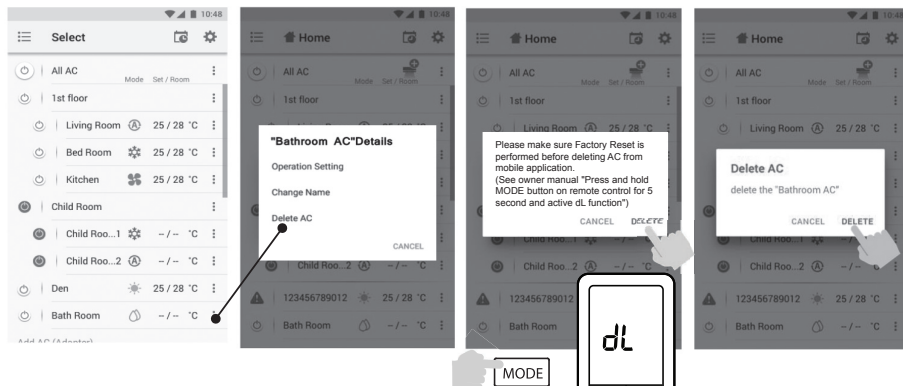 10:48
Select
All AC
Mode Set / Room
1st floor
Living Room 25 / 28 °C
Bed Room 25 / 28 °C
Kitchen 25 / 28 °C
Child Room
Child Roo...1 -- / -- °C
Child Roo...2 -- / -- °C
Den 25 / 28 °C
Bath Room -- / -- °C
Add AC (Adaptor)
10:48
Home
All AC
Mode Set / Room
1st floor
"Bathroom AC"Details
Operation Setting
Change Name
Delete AC
CANCEL
Child Roo...2 -- / -- °C
123456789012 25 / 28 °C
Bath Room -- / -- °C
10:48
Home
All AC
Mode Set / Room
1st floor
Living Room 25 / 28 °C
Please make sure Factory Reset is
performed before deleting AC from
mobile application.
(See owner manual "Press and hold
MODE button on remote control for 5
second and active dL function")
CANCEL DELETE
Child Roo...1 -- / --
Child Roo...2 -- / -- °C
123456789012 25 / 28 °C
Bath Room
dL
MODE
10:48
Home
All AC
Mode Set / Room
1st floor
Living Room 25 / 28 °C
Delete AC
delete the "Bathroom AC"
CANCEL DELETE
Child Roo...1 -- / --
Child Roo...2 -- / -- °C
123456789012 25 / 28 °C
Bath Room -- / -- °C